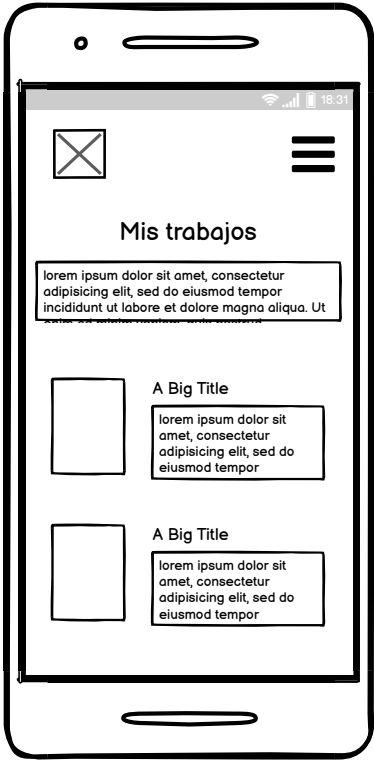 18:31
Mis trabajos
lorem ipsum dolor sit amet, consectetur
adipisicing elit, sed do eiusmod tempor
incididunt ut labore et dolore magna aliqua. Ut
A Big Title
lorem ipsum dolor sit
amet, consectetur
adipisicing elit, sed do
eiusmod tempor
A Big Title
lorem ipsum dolor sit
amet, consectetur
adipisicing elit, sed do
eiusmod tempor